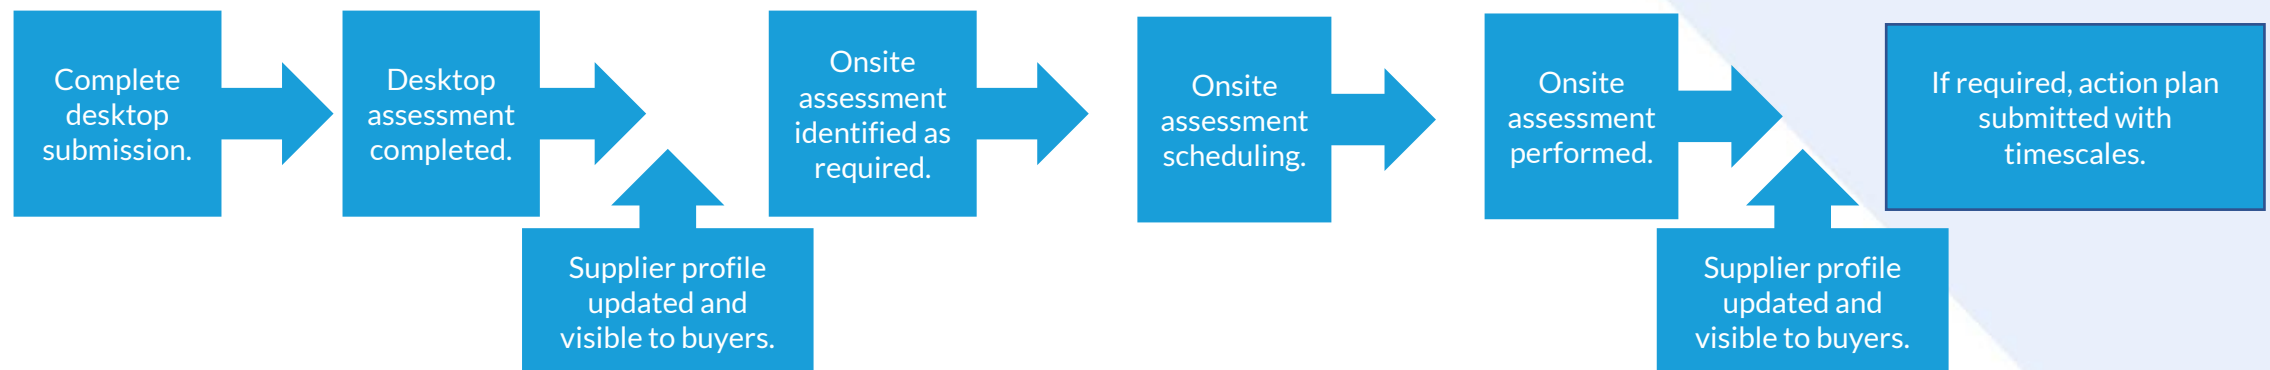 Complete
desktop
submission.
Desktop
assessment
completed.
Supplier profile
updated and
visible to buyers.
Onsite
assessment
identified as
required.
Onsite
assessment
scheduling.
Onsite
assessment
performed.
Supplier profile
updated and
visible to buyers.
If required, action plan
submitted with
timescales.